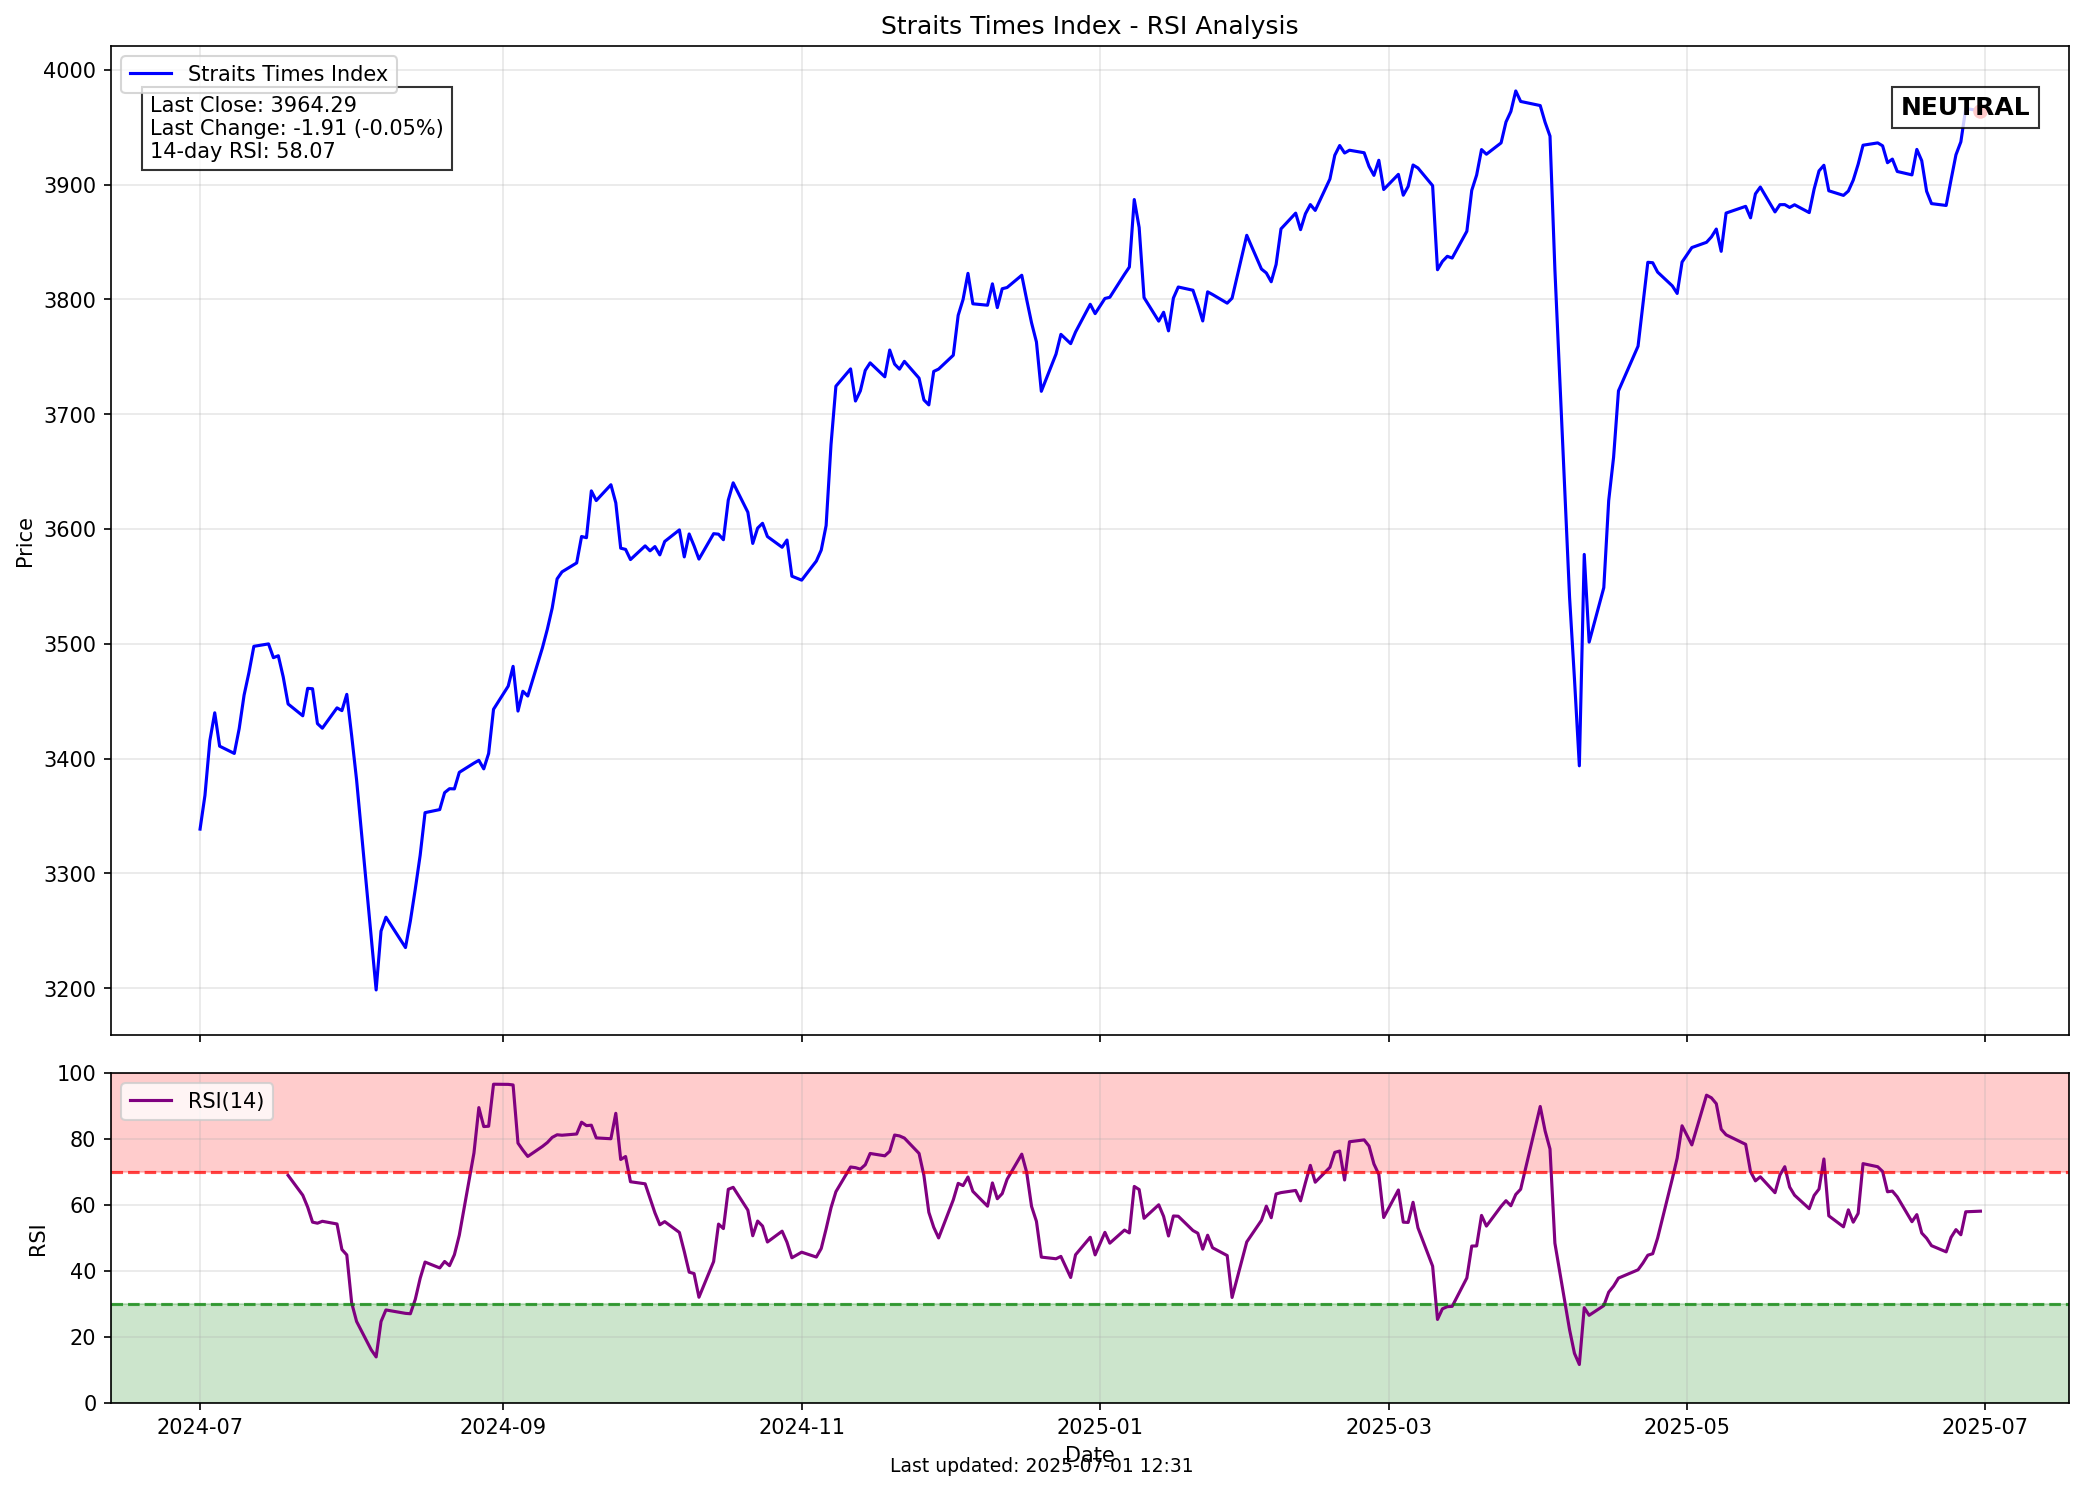 Straits Times Index - RSI Analysis
Straits Times Index
Last Close: 3964.29
Last Change: -1.91 (-0.05%)
14-day RSI: 58.07
NEUTRAL
Price
4000
3900
3800
3700
3600
3500
3400
3300
3200
RSI(14)
RSI
100
80
60
40
20
0
2024-07
2024-09
2024-11
2025-01
2025-03
2025-05
2025-07
Date
Last updated: 2025-07-01 12:31